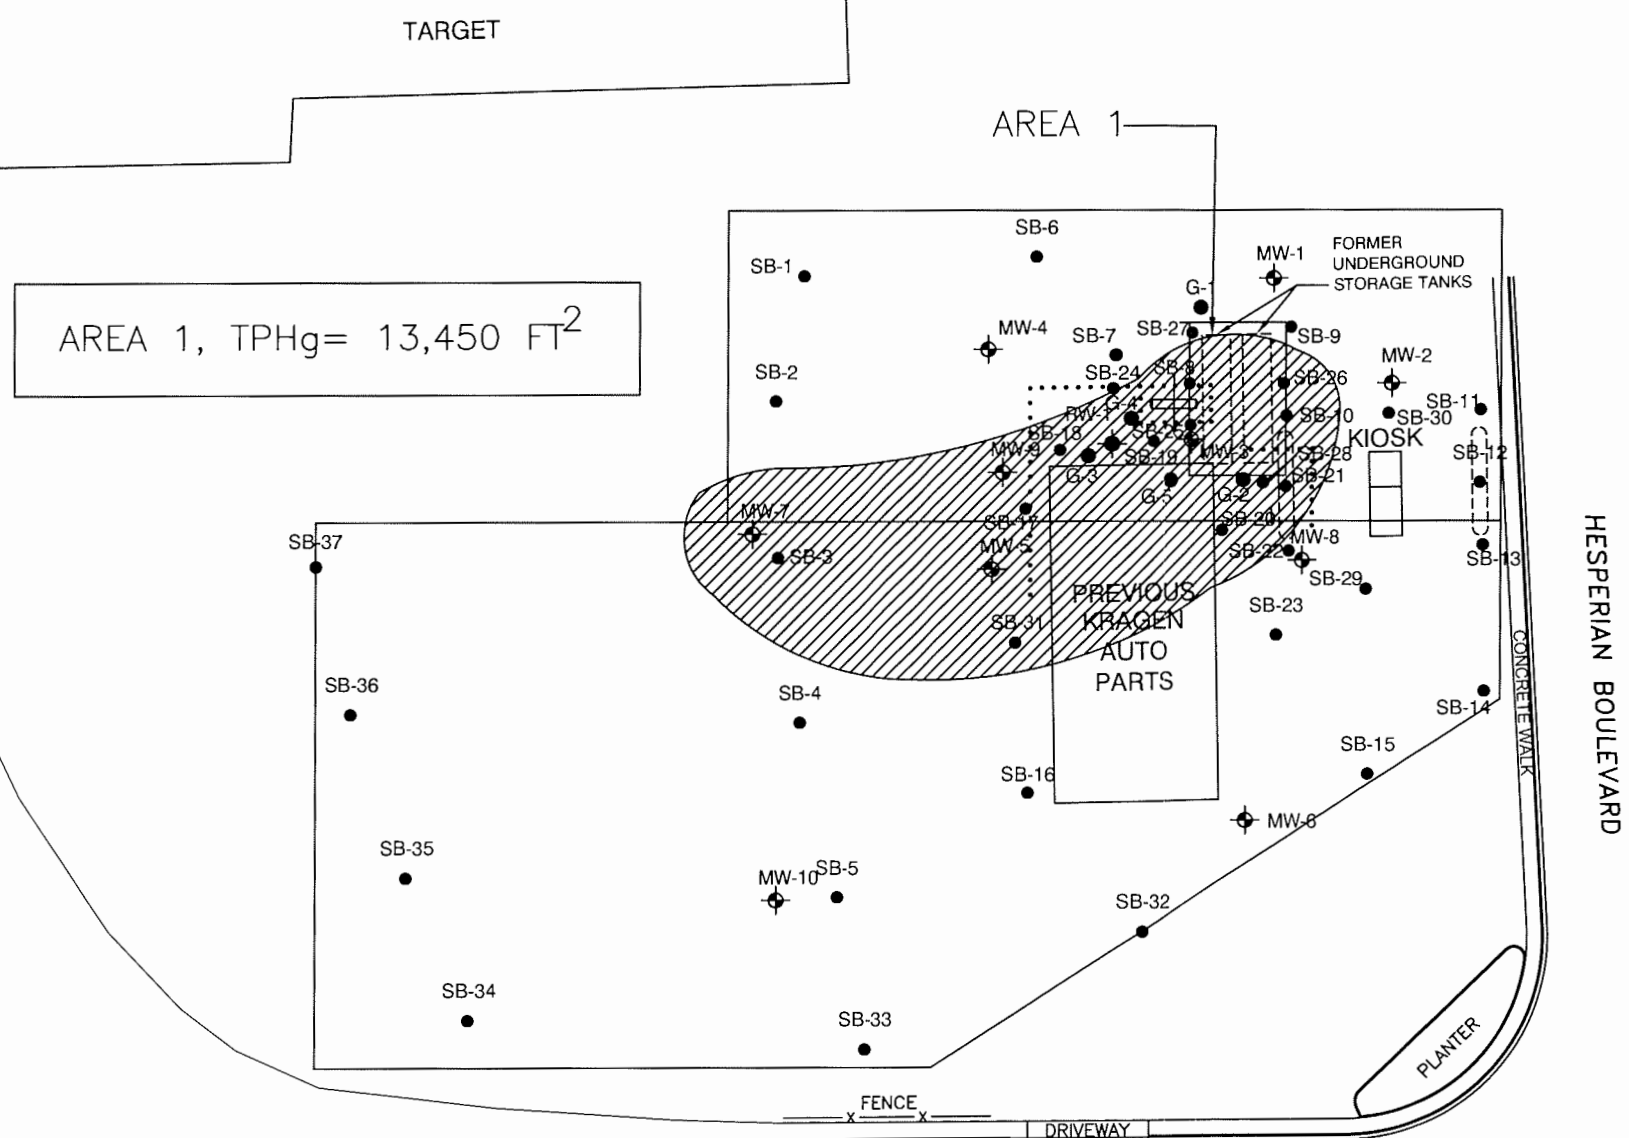 TARGET
AREA 1
AREA 1, TPHg= 13,450 FT2
SB-6
SB-1
MW-1
FORMER
UNDERGROUND
STORAGE TANKS
G-1
SB-27
SB-9
MW-4
SB-7
SB-2
SB-24
SB-8
SB-26
MW-2
G-4
RW-1
SB-10
SB-11
SB-30
SB-18
SB-25
KIOSK
MW-9
SB-19
MW-3
SB-28
SB-12
G-3
SB-21
G-5
G-2
MW-7
SB-17
SB-20
SB-37
SB-3
MW-5
SB-22
MW-8
SB-13
SB-29
PREVIOUS
KRAGEN
AUTO
PARTS
SB-23
SB-31
HESPERIAN BOULEVARD
CONCRETE WALK
SB-36
SB-4
SB-14
SB-15
SB-16
MW-6
SB-35
MW-10
SB-5
SB-32
SB-34
SB-33
PLANTER
FENCE
x x
DRIVEWAY